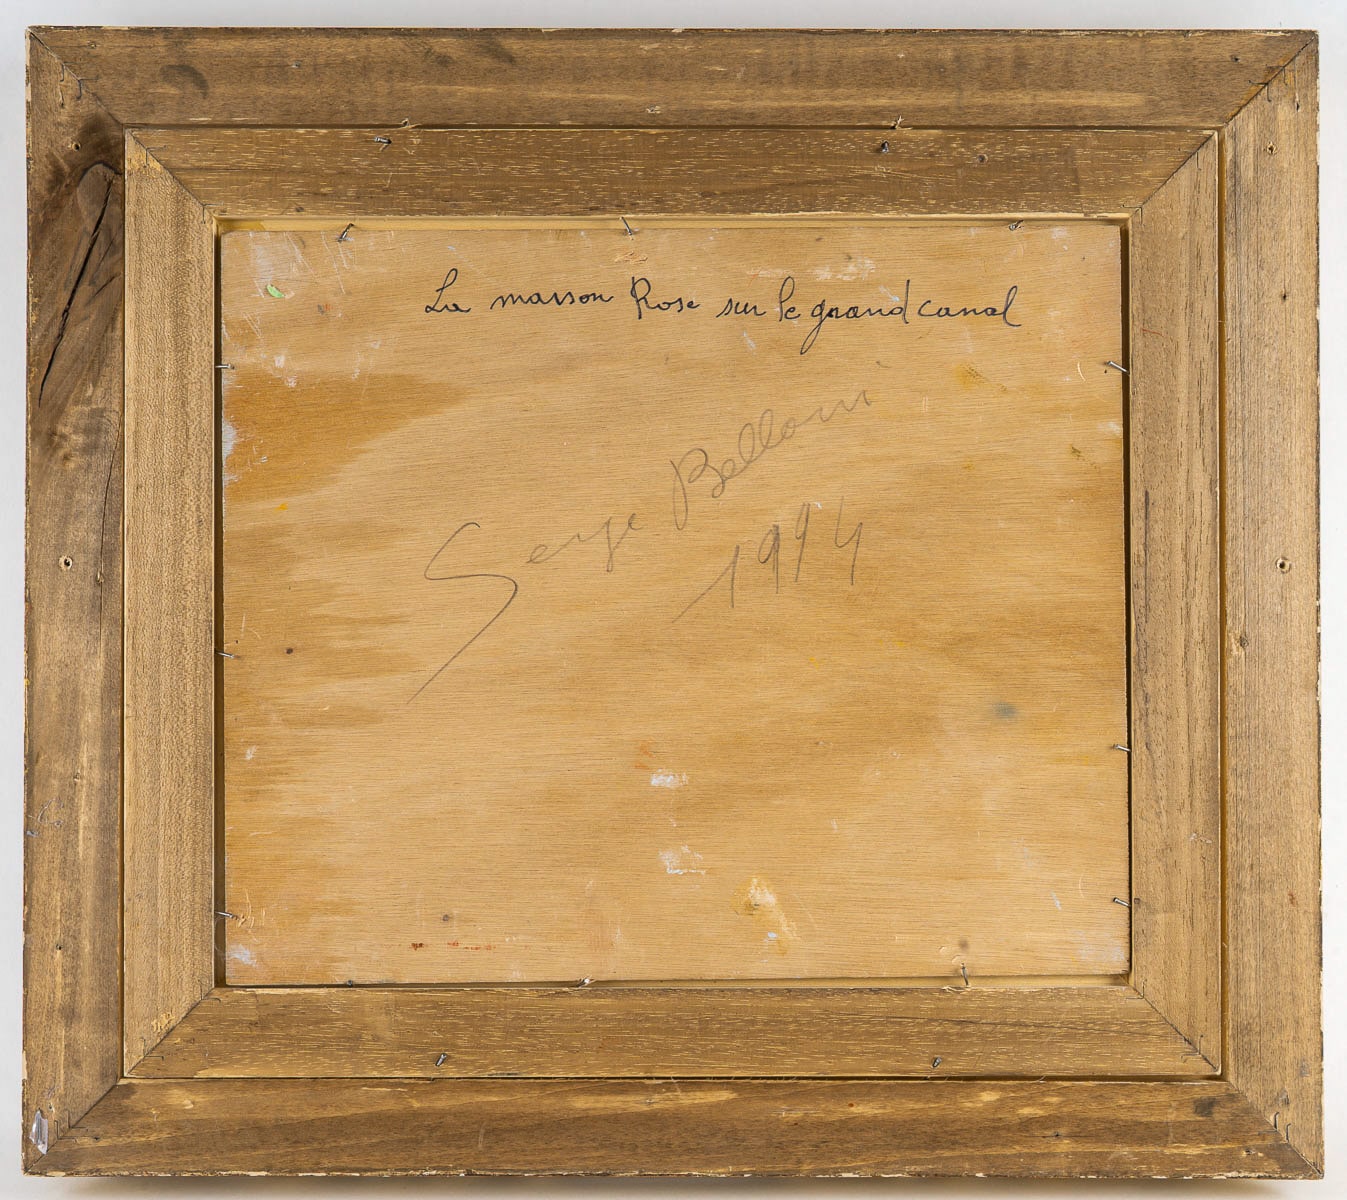 La maison Rose sur le grand canal
Serge Belloni
1994